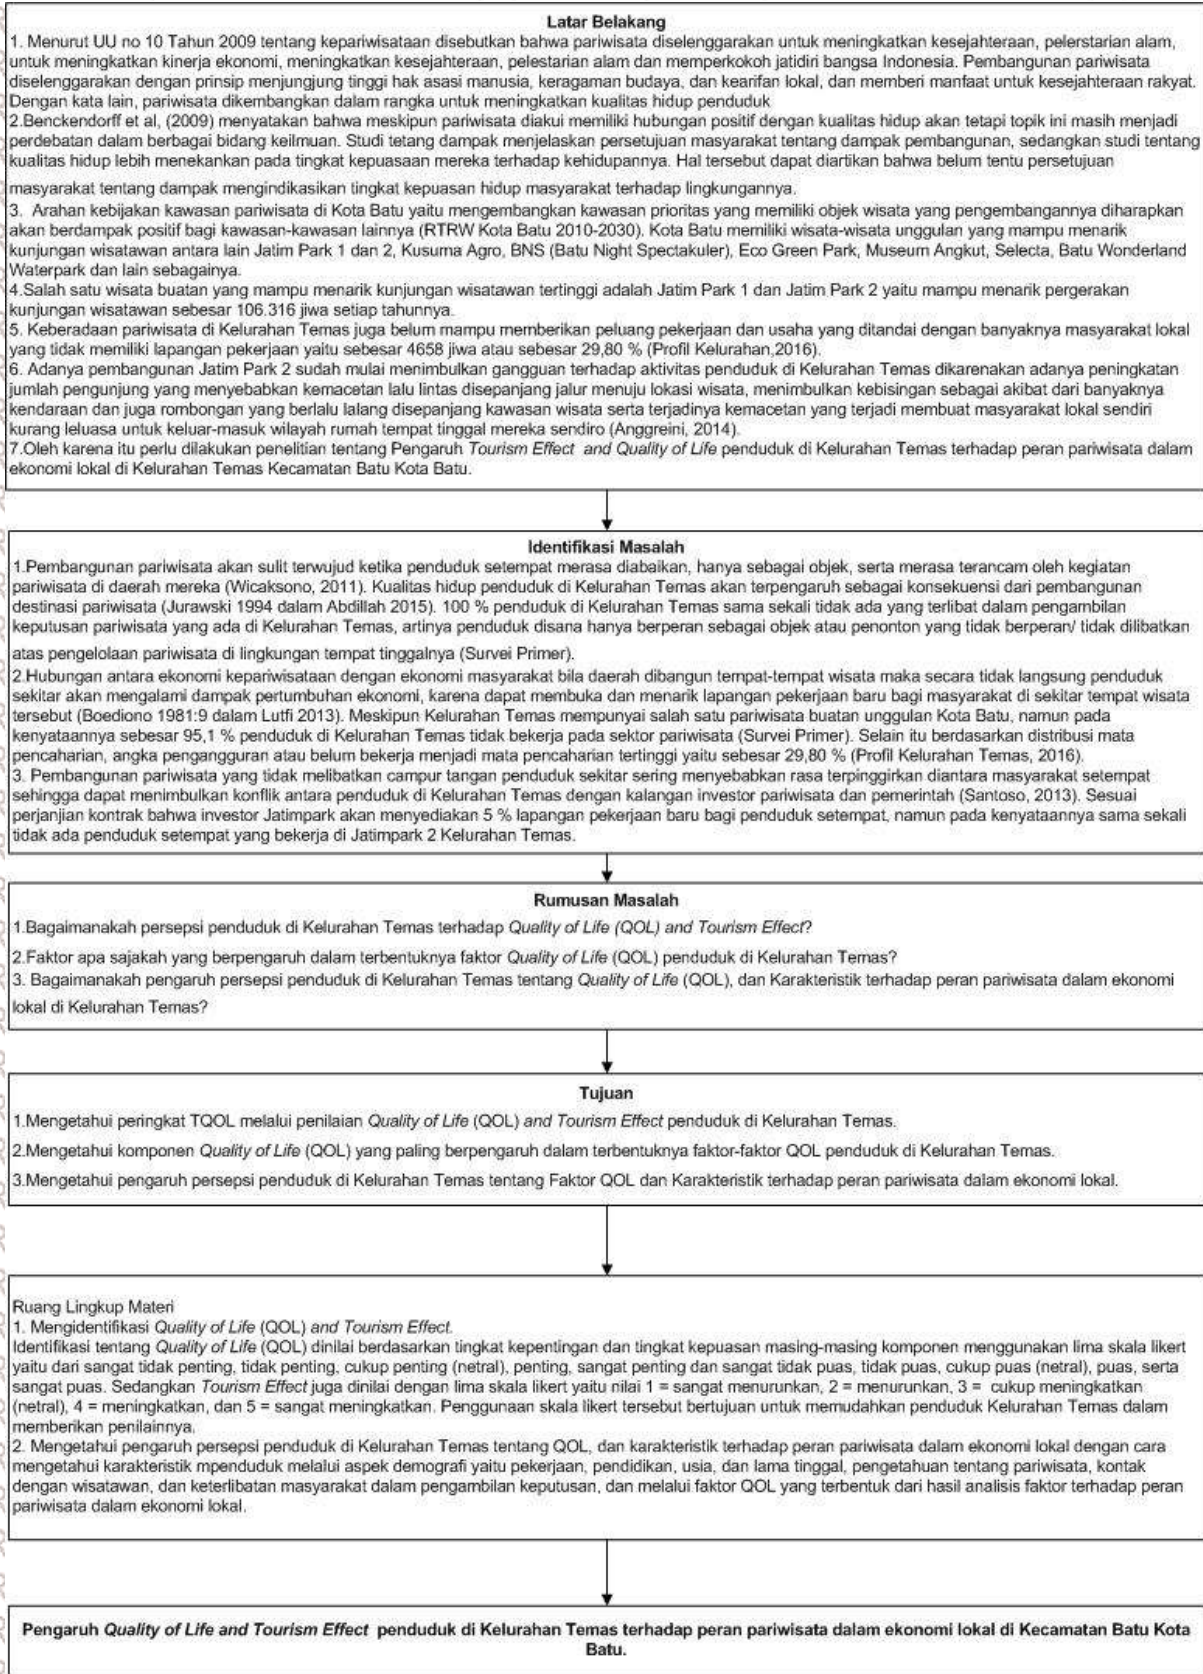 Latar Belakang
1. Menurut UU no 10 Tahun 2009 tentang kepariwisataan disebutkan bahwa pariwisata diselenggarakan untuk meningkatkan kesejahteraan, pelerstarian alam,
untuk meningkatkan kinerja ekonomi, meningkatkan kesejahteraan, pelestarian alam dan memperkokoh jatidiri bangsa Indonesia. Pembangunan pariwisata
diselenggarakan dengan prinsip menjungjung tinggi hak asasi manusia, keragaman budaya, dan kearifan lokal, dan memberi manfaat untuk kesejahteraan rakyat.
Dengan kata lain, pariwisata dikembangkan dalam rangka untuk meningkatkan kualitas hidup penduduk
2.Benckendorff et al, (2009) menyatakan bahwa meskipun pariwisata diakui memiliki hubungan positif dengan kualitas hidup akan tetapi topik ini masih menjadi
perdebatan dalam berbagai bidang keilmuan. Studi tetang dampak menjelaskan persetujuan masyarakat tentang dampak pembangunan, sedangkan studi tentang
kualitas hidup lebih menekankan pada tingkat kepuasaan mereka terhadap kehidupannya. Hal tersebut dapat diartikan bahwa belum tentu persetujuan
masyarakat tentang dampak mengindikasikan tingkat kepuasan hidup masyarakat terhadap lingkungannya.
3. Arahan kebijakan kawasan pariwisata di Kota Batu yaitu mengembangkan kawasan prioritas yang memiliki objek wisata yang pengembangannya diharapkan
akan berdampak positif bagi kawasan-kawasan lainnya (RTRW Kota Batu 2010-2030). Kota Batu memiliki wisata-wisata unggulan yang mampu menarik
kunjungan wisatawan antara lain Jatim Park 1 dan 2, Kusuma Agro, BNS (Batu Night Spectakuler), Eco Green Park, Museum Angkut, Selecta, Batu Wonderland
Waterpark dan lain sebagainya.
4.Salah satu wisata buatan yang mampu menarik kunjungan wisatawan tertinggi adalah Jatim Park 1 dan Jatim Park 2 yaitu mampu menarik pergerakan
kunjungan wisatawan sebesar 106.316 jiwa setiap tahunnya.
5. Keberadaan pariwisata di Kelurahan Temas juga belum mampu memberikan peluang pekerjaan dan usaha yang ditandai dengan banyaknya masyarakat lokal
yang tidak memiliki lapangan pekerjaan yaitu sebesar 4658 jiwa atau sebesar 29,80 % (Profil Kelurahan,2016).
6. Adanya pembangunan Jatim Park 2 sudah mulai menimbulkan gangguan terhadap aktivitas penduduk di Kelurahan Temas dikarenakan adanya peningkatan
jumlah pengunjung yang menyebabkan kemacetan lalu lintas disepanjang jalur menuju lokasi wisata, menimbulkan kebisingan sebagai akibat dari banyaknya
kendaraan dan juga rombongan yang berlalu lalang disepanjang kawasan wisata serta terjadinya kemacetan yang terjadi membuat masyarakat lokal sendiri
kurang leluasa untuk keluar-masuk wilayah rumah tempat tinggal mereka sendiro (Anggreini, 2014).
7.Oleh karena itu perlu dilakukan penelitian tentang Pengaruh Tourism Effect and Quality of Life penduduk di Kelurahan Temas terhadap peran pariwisata dalam
ekonomi lokal di Kelurahan Temas Kecamatan Batu Kota Batu.
Identifikasi Masalah
1.Pembangunan pariwisata akan sulit terwujud ketika penduduk setempat merasa diabaikan, hanya sebagai objek, serta merasa terancam oleh kegiatan
pariwisata di daerah mereka (Wicaksono, 2011). Kualitas hidup penduduk di Kelurahan Temas akan terpengaruh sebagai konsekuensi dari pembangunan
destinasi pariwisata (Jurawski 1994 dalam Abdillah 2015). 100 % penduduk di Kelurahan Temas sama sekali tidak ada yang terlibat dalam pengambilan
keputusan pariwisata yang ada di Kelurahan Temas, artinya penduduk disana hanya berperan sebagai objek atau penonton yang tidak berperan/ tidak dilibatkan
atas pengelolaan pariwisata di lingkungan tempat tinggalnya (Survei Primer).
2.Hubungan antara ekonomi kepariwisataan dengan ekonomi masyarakat bila daerah dibangun tempat-tempat wisata maka secara tidak langsung penduduk
sekitar akan mengalami dampak pertumbuhan ekonomi, karena dapat membuka dan menarik lapangan pekerjaan baru bagi masyarakat di sekitar tempat wisata
tersebut (Boediono 1981:9 dalam Lutfi 2013). Meskipun Kelurahan Temas mempunyai salah satu pariwisata buatan unggulan Kota Batu, namun pada
kenyataannya sebesar 95,1 % penduduk di Kelurahan Temas tidak bekerja pada sektor pariwisata (Survei Primer). Selain itu berdasarkan distribusi mata
pencaharian, angka pengangguran atau belum bekerja menjadi mata pencaharian tertinggi yaitu sebesar 29,80 % (Profil Kelurahan Temas, 2016).
3. Pembangunan pariwisata yang tidak melibatkan campur tangan penduduk sekitar sering menyebabkan rasa terpinggirkan diantara masyarakat setempat
sehingga dapat menimbulkan konflik antara penduduk di Kelurahan Temas dengan kalangan investor pariwisata dan pemerintah (Santoso, 2013). Sesuai
perjanjian kontrak bahwa investor Jatimpark akan menyediakan 5 % lapangan pekerjaan baru bagi penduduk setempat, namun pada kenyataannya sama sekali
tidak ada penduduk setempat yang bekerja di Jatimpark 2 Kelurahan Temas.
Rumusan Masalah
1.Bagaimanakah persepsi penduduk di Kelurahan Temas terhadap Quality of Life (QOL) and Tourism Effect?
2.Faktor apa sajakah yang berpengaruh dalam terbentuknya faktor Quality of Life (QOL) penduduk di Kelurahan Temas?
3. Bagaimanakah pengaruh persepsi penduduk di Kelurahan Temas tentang Quality of Life (QOL), dan Karakteristik terhadap peran pariwisata dalam ekonomi
lokal di Kelurahan Temas?
Tujuan
1.Mengetahui peringkat TQOL melalui penilaian Quality of Life (QOL) and Tourism Effect penduduk di Kelurahan Temas.
2.Mengetahui komponen Quality of Life (QOL) yang paling berpengaruh dalam terbentuknya faktor-faktor QOL penduduk di Kelurahan Temas.
3.Mengetahui pengaruh persepsi penduduk di Kelurahan Temas tentang Faktor QOL dan Karakteristik terhadap peran pariwisata dalam ekonomi lokal.
Ruang Lingkup Materi
1. Mengidentifikasi Quality of Life (QOL) and Tourism Effect.
Identifikasi tentang Quality of Life (QOL) dinilai berdasarkan tingkat kepentingan dan tingkat kepuasan masing-masing komponen menggunakan lima skala likert
yaitu dari sangat tidak penting, tidak penting, cukup penting (netral), penting, sangat penting dan sangat tidak puas, tidak puas, cukup puas (netral), puas, serta
sangat puas. Sedangkan Tourism Effect juga dinilai dengan lima skala likert yaitu nilai 1 = sangat menurunkan, 2 = menurunkan, 3 = cukup meningkatkan
(netral), 4 = meningkatkan, dan 5 = sangat meningkatkan. Penggunaan skala likert tersebut bertujuan untuk memudahkan penduduk Kelurahan Temas dalam
memberikan penilainnya.
2. Mengetahui pengaruh persepsi penduduk di Kelurahan Temas tentang QOL, dan karakteristik terhadap peran pariwisata dalam ekonomi lokal dengan cara
mengetahui karakteristik mpenduduk melalui aspek demografi yaitu pekerjaan, pendidikan, usia, dan lama tinggal, pengetahuan tentang pariwisata, kontak
dengan wisatawan, dan keterlibatan masyarakat dalam pengambilan keputusan, dan melalui faktor QOL yang terbentuk dari hasil analisis faktor terhadap peran
pariwisata dalam ekonomi lokal.
Pengaruh Quality of Life and Tourism Effect penduduk di Kelurahan Temas terhadap peran pariwisata dalam ekonomi lokal di Kecamatan Batu Kota
Batu.